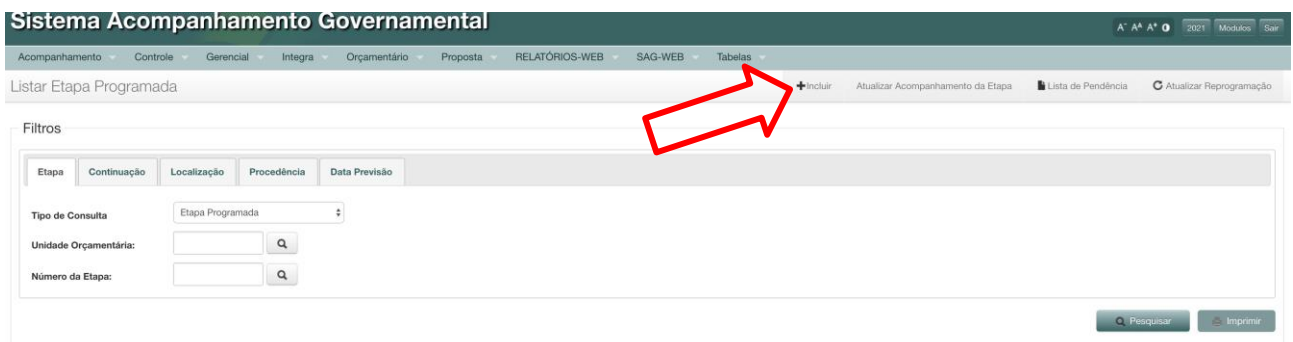 Sistema Acompanhamento Governamental
A- AA A+ 2021 Modulos Sair
Acompanhamento Controle Gerencial Integra Orçamentário Proposta RELATÓRIOS-WEB SAG-WEB Tabelas
Listar Etapa Programada +Incluir Atualizar Acompanhamento da Etapa Lista de Pendência Atualizar Reprogramação
Filtros
Etapa Continuação Localização Procedência Data Previsão
Tipo de Consulta Etapa Programada
Unidade Orçamentária:
Número da Etapa:
Pesquisar Imprimir